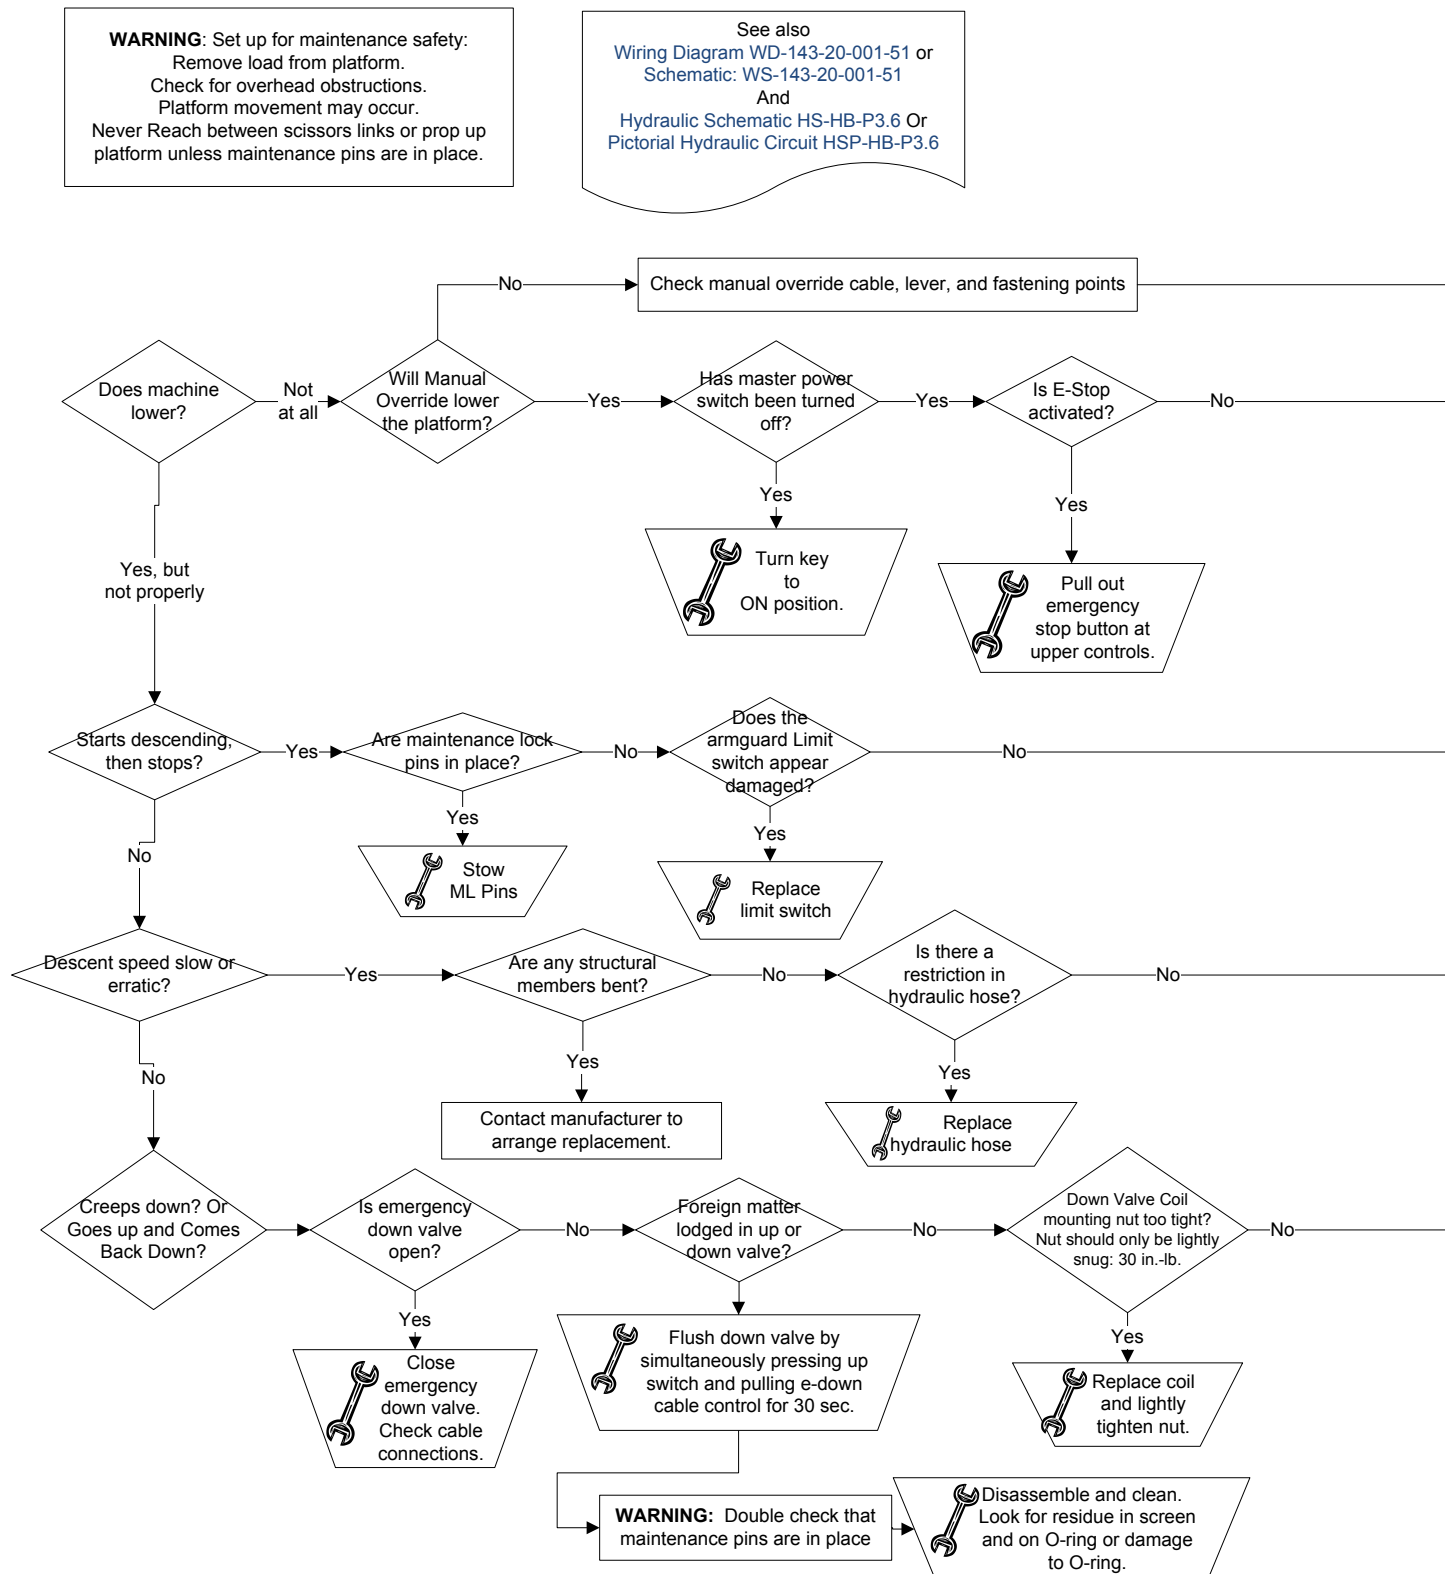 WARNING: Set up for maintenance safety:
Remove load from platform.
Check for overhead obstructions.
Platform movement may occur.
Never Reach between scissors links or prop up
platform unless maintenance pins are in place.
See also
Wiring Diagram WD-143-20-001-51 or
Schematic: WS-143-20-001-51
And
Hydraulic Schematic HS-HB-P3.6 Or
Pictorial Hydraulic Circuit HSP-HB-P3.6
No
Check manual override cable, lever, and fastening points
Does machine
lower?
Not
at all
Will Manual
Override lower
the platform?
Yes
Has master power
switch been turned
off?
Yes
Is E-Stop
activated?
No
Yes
Turn key
to
ON position.
Yes
Pull out
emergency
stop button at
upper controls.
Yes, but
not properly
Starts descending,
then stops?
Yes
Are maintenance lock
pins in place?
No
Does the
armguard Limit
switch appear
damaged?
No
Yes
Stow
ML Pins
Yes
Replace
limit switch
No
Descent speed slow or
erratic?
Yes
Are any structural
members bent?
No
Is there a
restriction in
hydraulic hose?
No
Yes
Contact manufacturer to
arrange replacement.
Yes
Replace
hydraulic hose
No
Creeps down? Or
Goes up and Comes
Back Down?
Is emergency
down valve
open?
No
Foreign matter
lodged in up or
down valve?
No
Down Valve Coil
mounting nut too tight?
Nut should only be lightly
snug: 30 in.-lb.
No
Yes
Close
emergency
down valve.
Check cable
connections.
Flush down valve by
simultaneously pressing up
switch and pulling e-down
cable control for 30 sec.
Yes
Replace coil
and lightly
tighten nut.
WARNING: Double check that
maintenance pins are in place
Disassemble and clean.
Look for residue in screen
and on O-ring or damage
to O-ring.